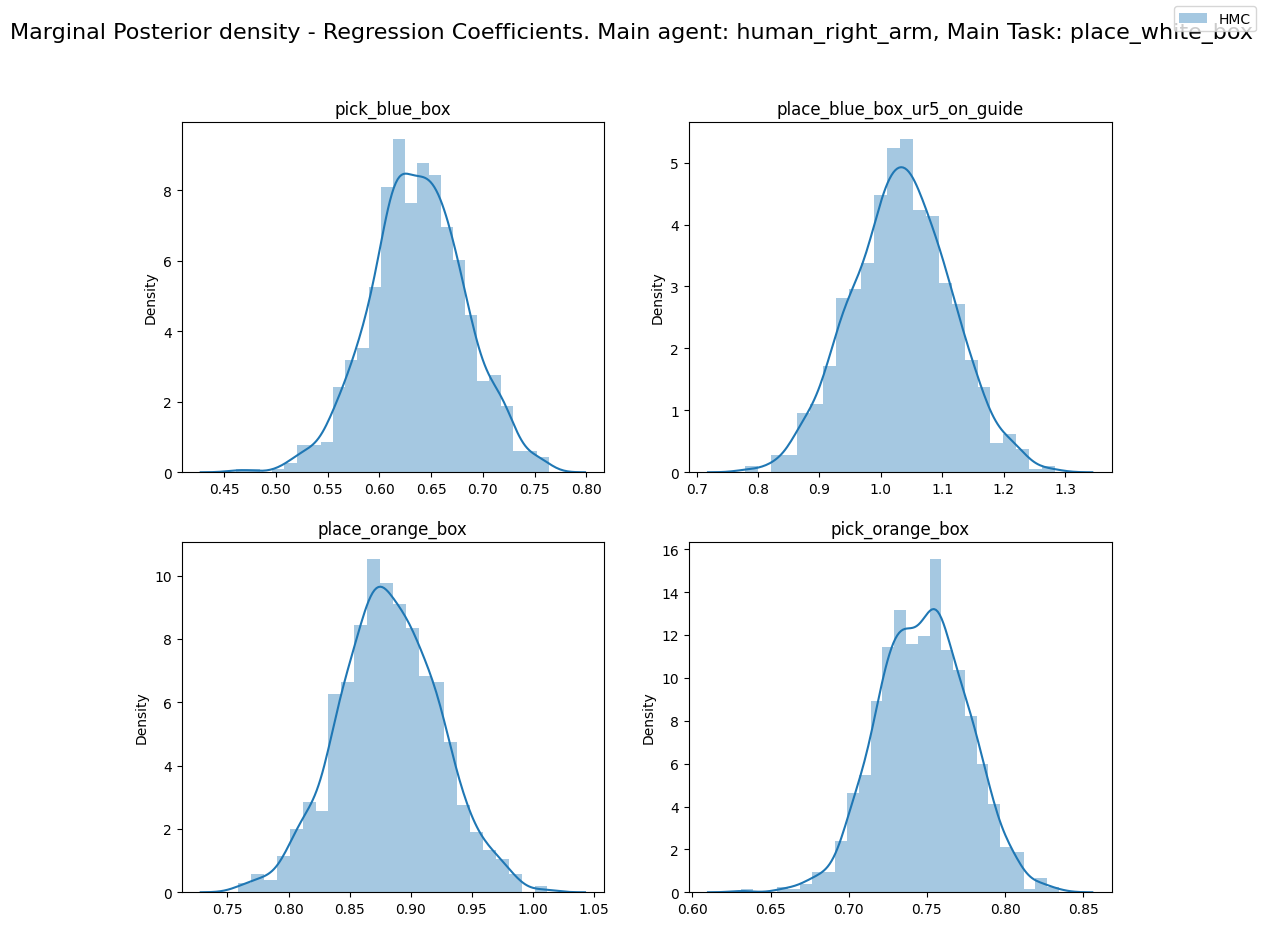 Marginal Posterior density - Regression Coefficients. Main agent: human_right_arm, Main Task: place_white_box
HMC
pick_blue_box
place_blue_box_ur5_on_guide
Density
8
6
4
2
0
0.45 0.50 0.55 0.60 0.65 0.70 0.75 0.80
Density
5
4
3
2
1
0
0.7 0.8 0.9 1.0 1.1 1.2 1.3
place_orange_box
pick_orange_box
Density
10
8
6
4
2
0
0.75 0.80 0.85 0.90 0.95 1.00 1.05
Density
16
14
12
10
8
6
4
2
0
0.60 0.65 0.70 0.75 0.80 0.85